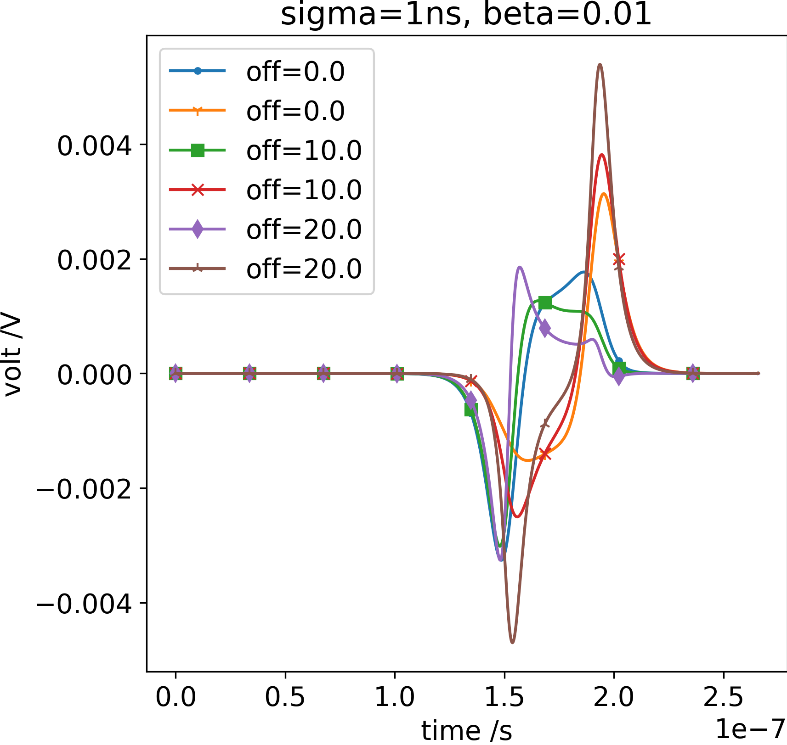 sigma=1ns, beta=0.01
off=0.0
off=0.0
off=10.0
off=10.0
off=20.0
off=20.0
volt /V
0.004
0.002
0.000
−0.002
−0.004
0.0 0.5 1.0 1.5 2.0 2.5
time /s
1e-7